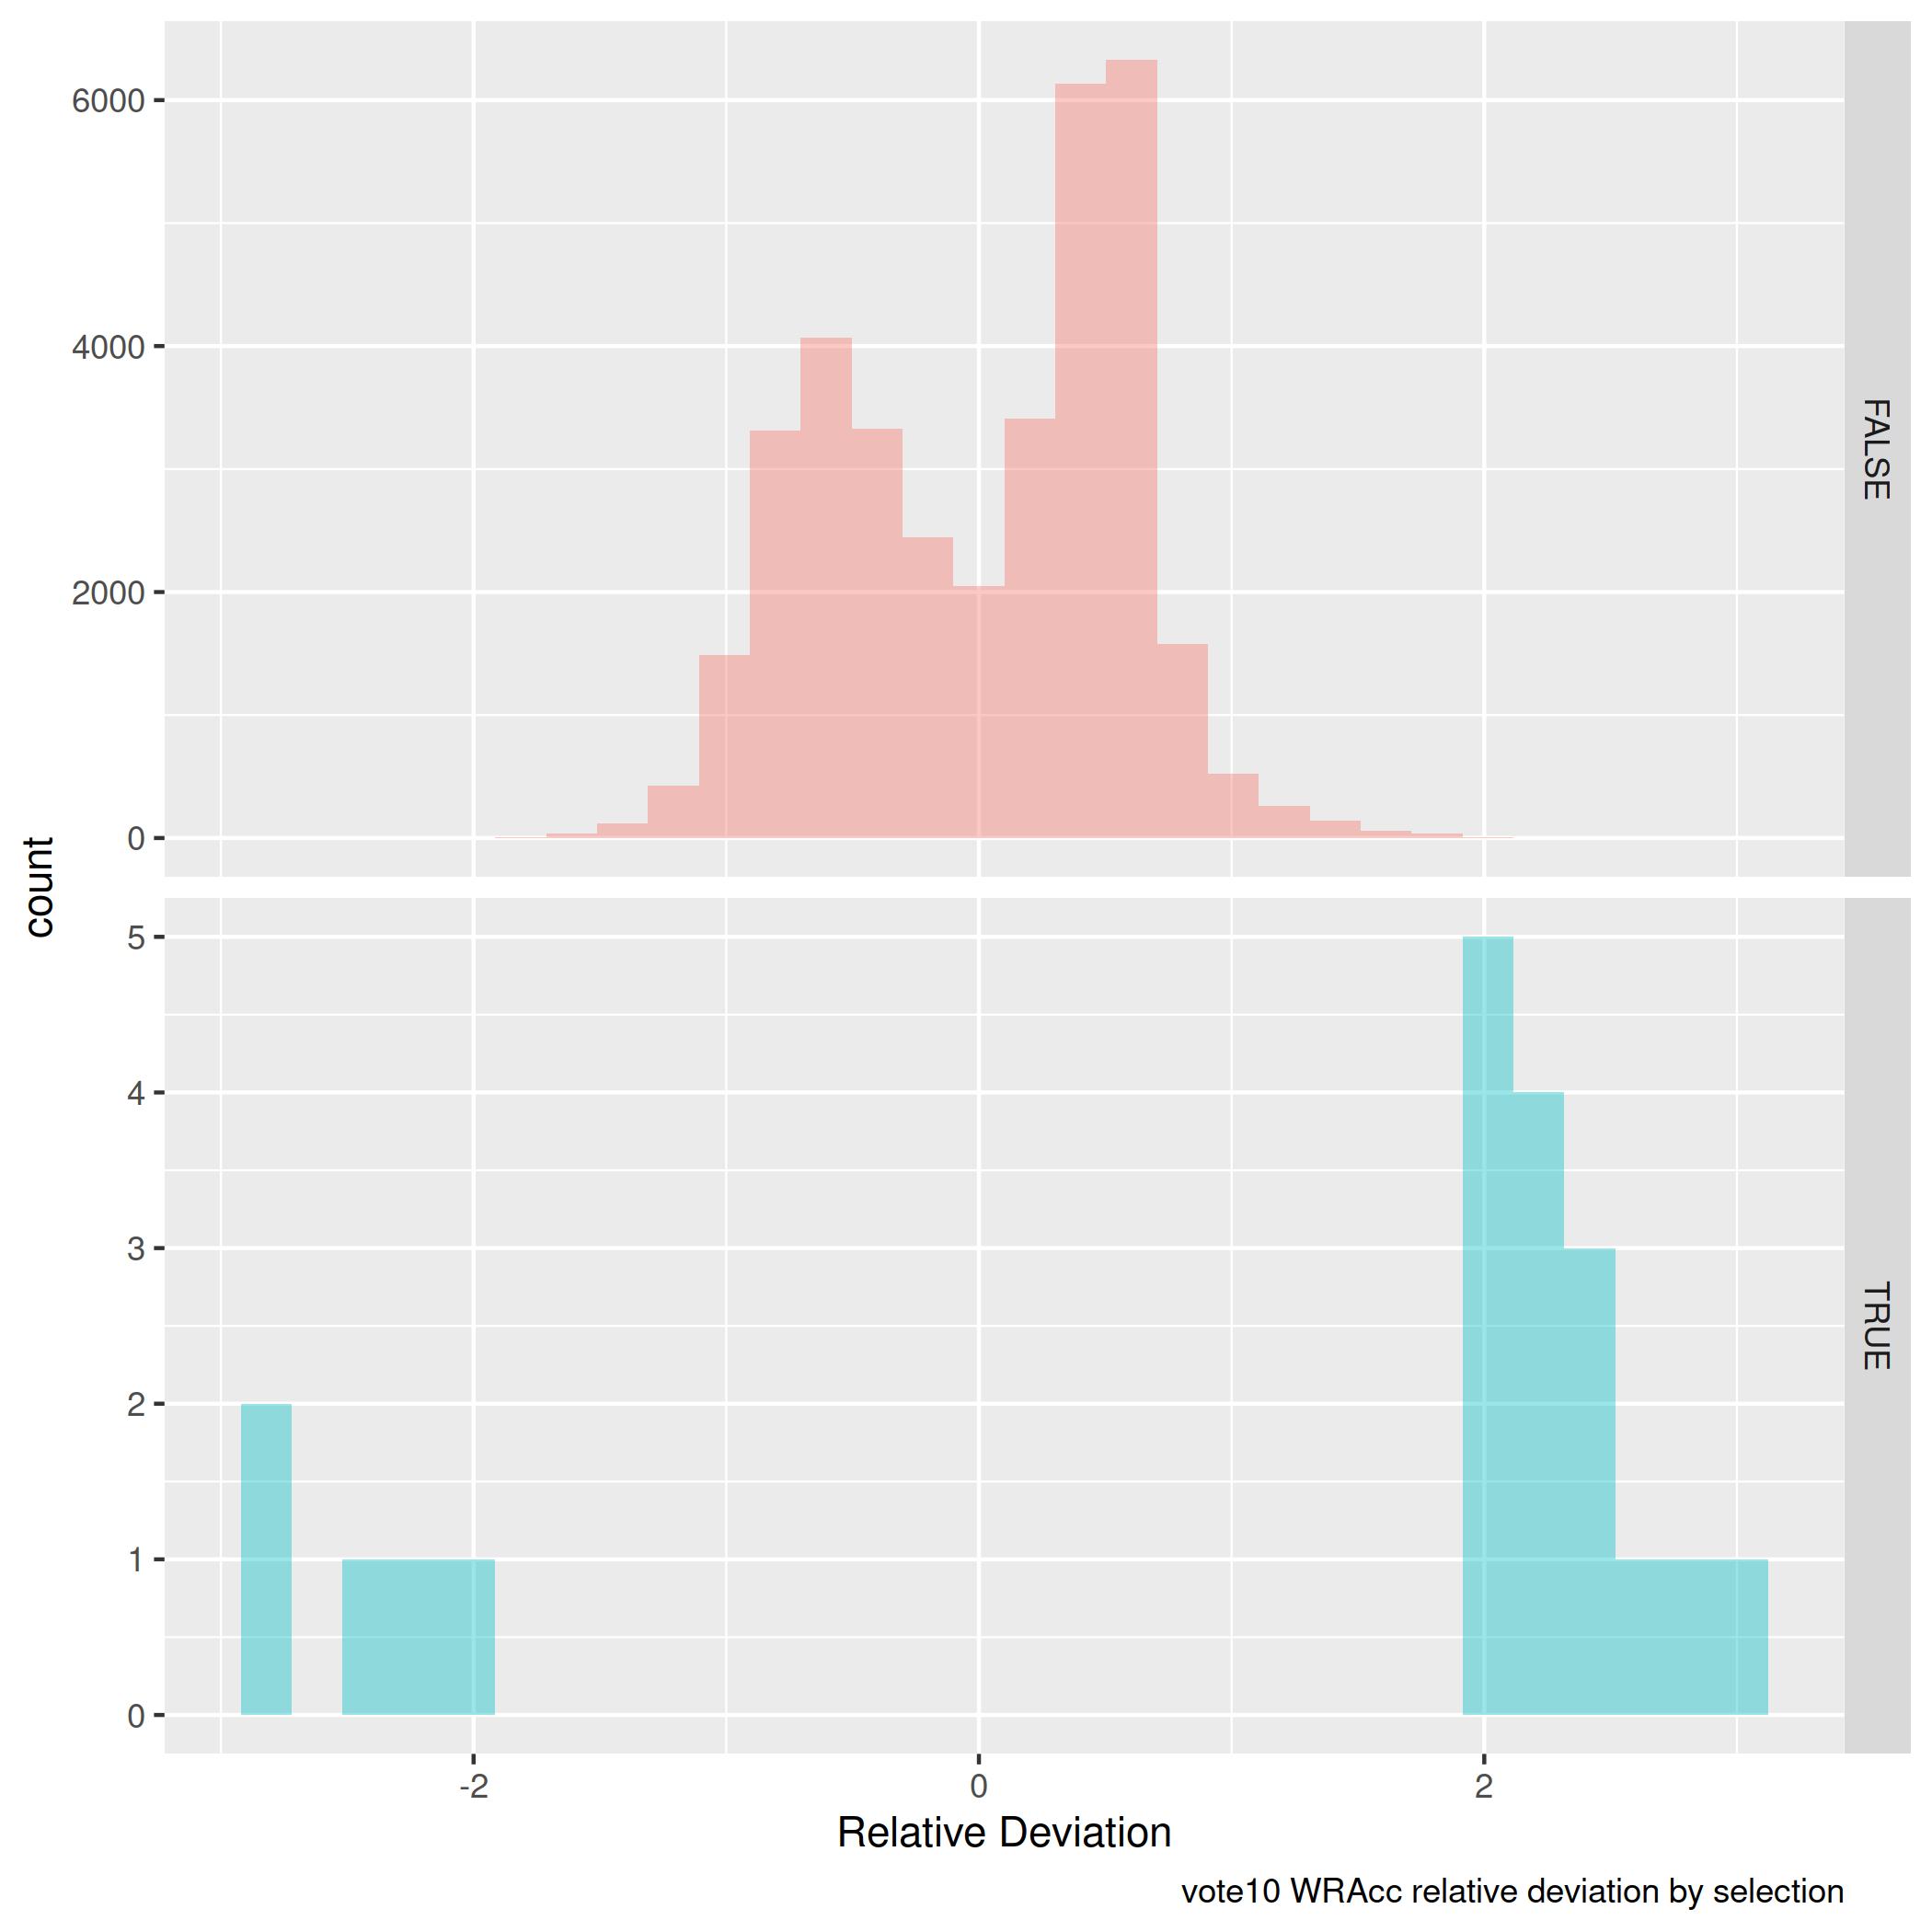 6000
4000
2000
0
FALSE
count
5
4
3
2
1
0
TRUE
-2 0 2
Relative Deviation
vote10 WRAcc relative deviation by selection